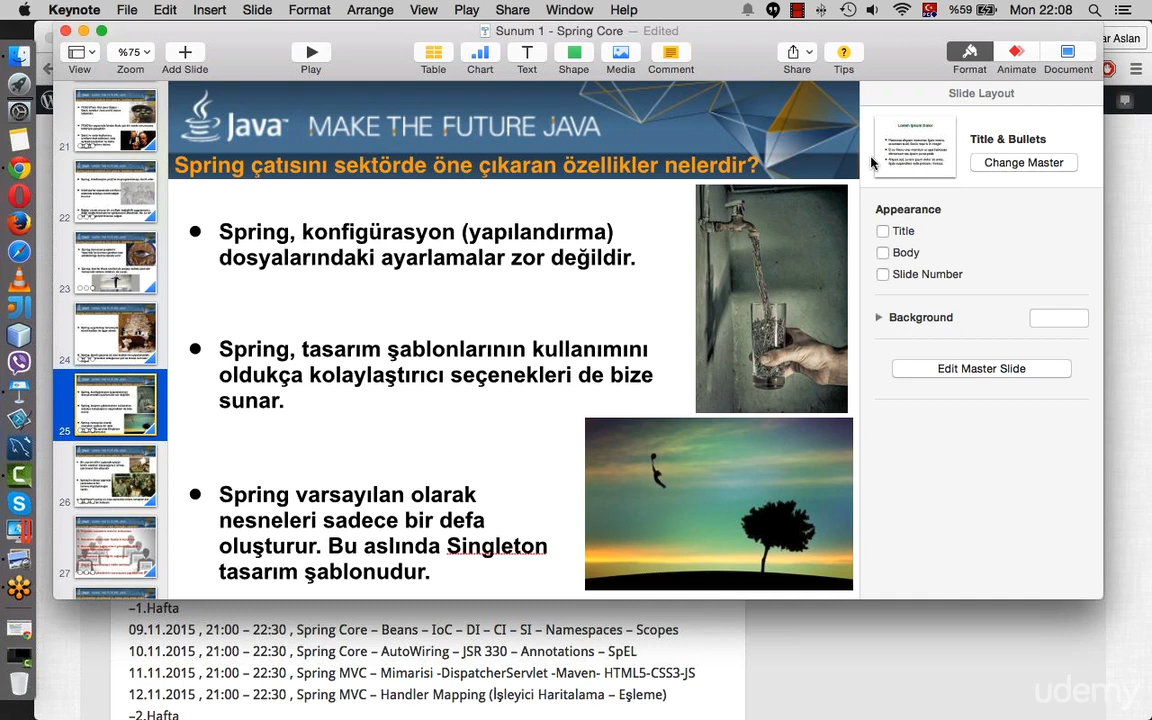 Keynote File Edit Insert Slide Format Arrange View Play Share Window Help %59 Mon 22:08
Sunum 1 - Spring Core — Edited
ar Aslan
%75
View Zoom Add Slide Play Table Chart Text Shape Media Comment Share Tips Format Animate Document
Java™ MAKE THE FUTURE JAVA
Spring çatısını sektörde öne çıkaran özellikler nelerdir?
• Spring, konfigürasyon (yapılandırma)
dosyalarındaki ayarlamalar zor değildir.
• Spring, tasarım şablonlarının kullanımını
oldukça kolaylaştırıcı seçenekleri de bize
sunar.
• Spring varsayılan olarak
nesneleri sadece bir defa
oluşturur. Bu aslında Singleton
tasarım şablonudur.
21
22
23
24
25
26
27
Slide Layout
Title & Bullets
Change Master
Appearance
Title
Body
Slide Number
Background
Edit Master Slide
–1.Hafta
09.11.2015 , 21:00 – 22:30 , Spring Core – Beans – IoC – DI – CI – SI – Namespaces – Scopes
10.11.2015 , 21:00 – 22:30 , Spring Core – AutoWiring – JSR 330 – Annotations – SpEL
11.11.2015 , 21:00 – 22:30 , Spring MVC – Mimarisi -DispatcherServlet -Maven- HTML5-CSS3-JS
12.11.2015 , 21:00 – 22:30 , Spring MVC – Handler Mapping (İşleyici Haritalama – Eşleme)
–2.Hafta
udemy